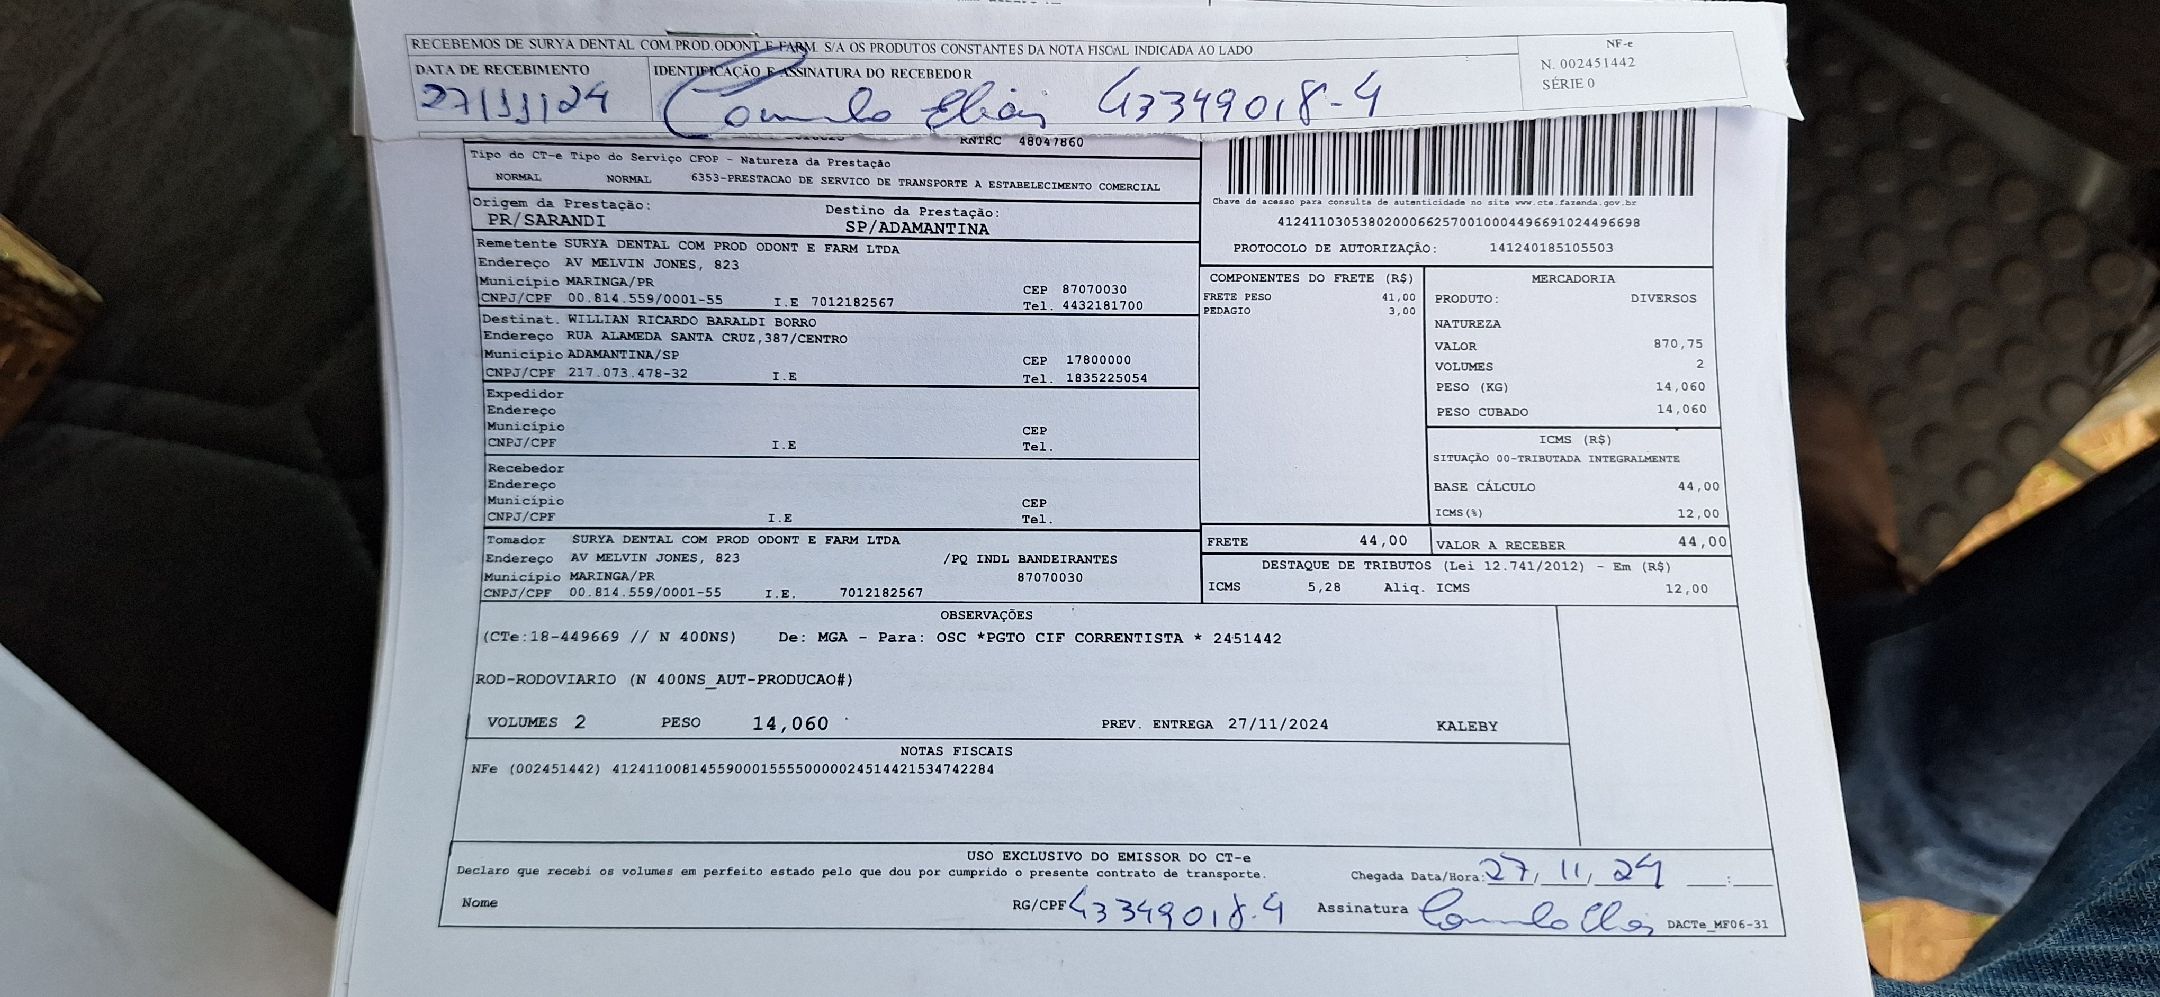 RECEBEMOS DE SURYA DENTAL COM.PROD.ODONT E FARM. S/A OS PRODUTOS CONSTANTES DA NOTA FISCAL INDICADA AO LADO
NF-e
N. 002451442
SÉRIE 0
DATA DE RECEBIMENTO
27/11/24
IDENTIFICAÇÃO E ASSINATURA DO RECEBEDOR
43349018-4
RNTRC 48047860
Tipo do CT-e Tipo do Serviço CFOP - Natureza da Prestação
NORMAL NORMAL 6353-PRESTACAO DE SERVICO DE TRANSPORTE A ESTABELECIMENTO COMERCIAL
Origem da Prestação: Destino da Prestação:
PR/SARANDI SP/ADAMANTINA
Chave de acesso para consulta de autenticidade no site www.cte.fazenda.gov.br
41241103053802000662570010004496691024496698
PROTOCOLO DE AUTORIZAÇÃO: 141240185105503
Remetente SURYA DENTAL COM PROD ODONT E FARM LTDA
Endereço AV MELVIN JONES, 823
Município MARINGA/PR CEP 87070030
CNPJ/CPF 00.814.559/0001-55 I.E 7012182567 Tel. 4432181700
Destinat. WILLIAN RICARDO BARALDI BORRO
Endereço RUA ALAMEDA SANTA CRUZ,387/CENTRO
Município ADAMANTINA/SP CEP 17800000
CNPJ/CPF 217.073.478-32 I.E Tel. 1835225054
Expedidor
Endereço
Município CEP
CNPJ/CPF I.E Tel.
Recebedor
Endereço
Município CEP
CNPJ/CPF I.E Tel.
Tomador SURYA DENTAL COM PROD ODONT E FARM LTDA
Endereço AV MELVIN JONES, 823 /PQ INDL BANDEIRANTES
Município MARINGA/PR 87070030
CNPJ/CPF 00.814.559/0001-55 I.E. 7012182567
COMPONENTES DO FRETE (R$)
FRETE PESO 41,00
PEDAGIO 3,00
MERCADORIA
PRODUTO: DIVERSOS
NATUREZA
VALOR 870,75
VOLUMES 2
PESO (KG) 14,060
PESO CUBADO 14,060
ICMS (R$)
SITUAÇÃO 00-TRIBUTADA INTEGRALMENTE
BASE CÁLCULO 44,00
ICMS(%) 12,00
FRETE 44,00 VALOR A RECEBER 44,00
DESTAQUE DE TRIBUTOS (Lei 12.741/2012) - Em (R$)
ICMS 5,28 Aliq. ICMS 12,00
OBSERVAÇÕES
(CTe:18-449669 // N 400NS) De: MGA - Para: OSC *PGTO CIF CORRENTISTA * 2451442
ROD-RODOVIARIO (N 400NS_AUT-PRODUCAO#)
VOLUMES 2 PESO 14,060 PREV. ENTREGA 27/11/2024 KALEBY
NOTAS FISCAIS
NFe (002451442) 41241100814559000155550000024514421534742284
USO EXCLUSIVO DO EMISSOR DO CT-e
Declaro que recebi os volumes em perfeito estado pelo que dou por cumprido o presente contrato de transporte. Chegada Data/Hora: 27/11/24 __:__
Nome RG/CPF 43349018-4 Assinatura DACTe_MF06-31